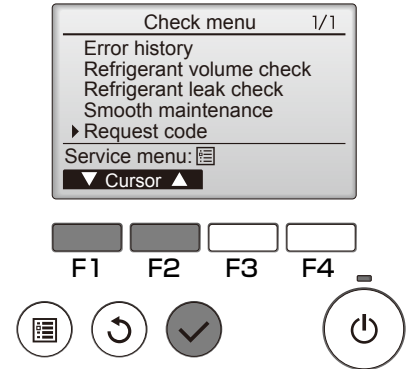 Check menu 1/1
Error history
Refrigerant volume check
Refrigerant leak check
Smooth maintenance
Request code
Service menu:
▼ Cursor ▲
F1 F2 F3 F4